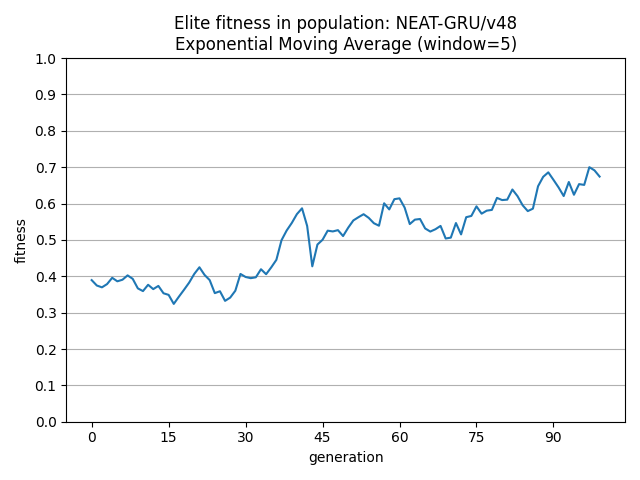 Elite fitness in population: NEAT-GRU/v48
Exponential Moving Average (window=5)
fitness
1.0
0.9
0.8
0.7
0.6
0.5
0.4
0.3
0.2
0.1
0.0
0 15 30 45 60 75 90
generation